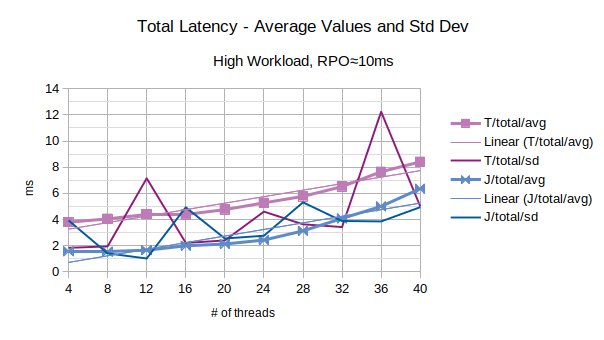 Total Latency - Average Values and Std Dev
High Workload, RPO≈10ms
14
12
10
8
6
4
2
0
ms
4 8 12 16 20 24 28 32 36 40
# of threads
T/total/avg
Linear (T/total/avg)
T/total/sd
J/total/avg
Linear (J/total/avg)
J/total/sd